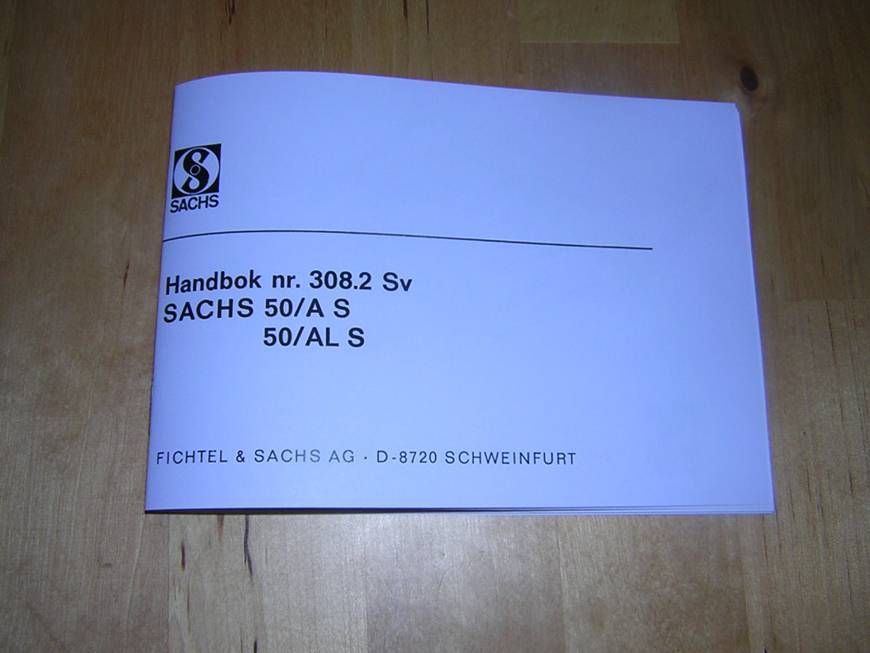 SACHS
Handbok nr. 308.2 Sv
SACHS 50/A S
50/AL S
FICHTEL & SACHS AG · D-8720 SCHWEINFURT